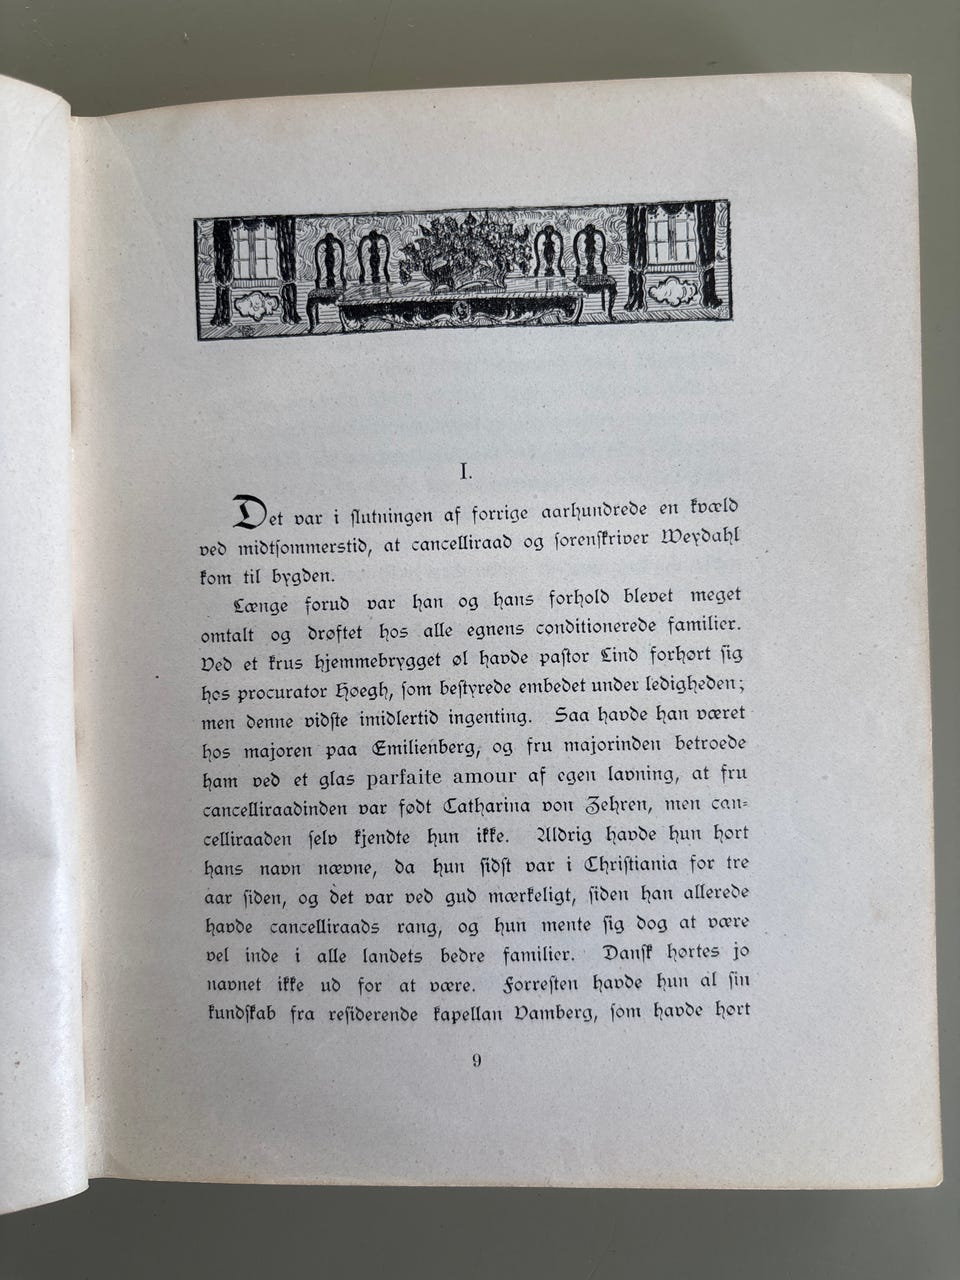 I.
Det var i slutningen af forrige aarhundrede en kvæld
ved midtsommerstid, at cancelliraad og sorenskriver Weydahl
kom til bygden.
Længe forud var han og hans forhold blevet meget
omtalt og drøftet hos alle egnens conditionerede familier.
Ved et krus hjemmebrygget øl havde pastor Lind forhørt sig
hos procurator Høegh, som bestyrede embedet under ledigheden;
men denne vidste imidlertid ingenting. Saa havde han været
hos majoren paa Emilienberg, og fru majorinden betroede
ham ved et glas parfaite amour af egen lavning, at fru
cancelliraadinden var født Catharina von Zehren, men can-
celliraaden selv kjendte hun ikke. Aldrig havde hun hørt
hans navn nævne, da hun sidst var i Christiania for tre
aar siden, og det var ved gud mærkeligt, siden han allerede
havde cancelliraads rang, og hun mente sig dog at være
vel inde i alle landets bedre familier. Dansk hørtes jo
navnet ikke ud for at være. Forresten havde hun al sin
kundskab fra residerende kapellan Vamberg, som havde hørt
9